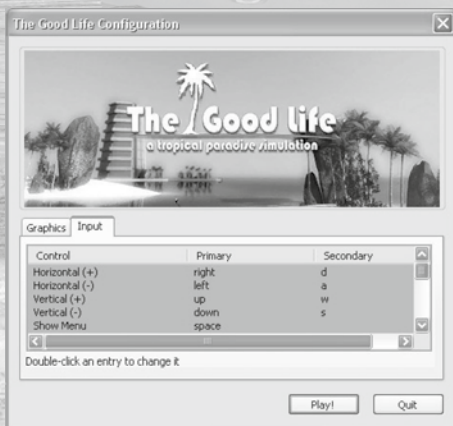 The Good Life Configuration
The Good Life
a tropical paradise simulation
Graphics Input
Control Primary Secondary
Horizontal (+) right d
Horizontal (-) left a
Vertical (+) up w
Vertical (-) down s
Show Menu space
Double-click an entry to change it
Play! Quit